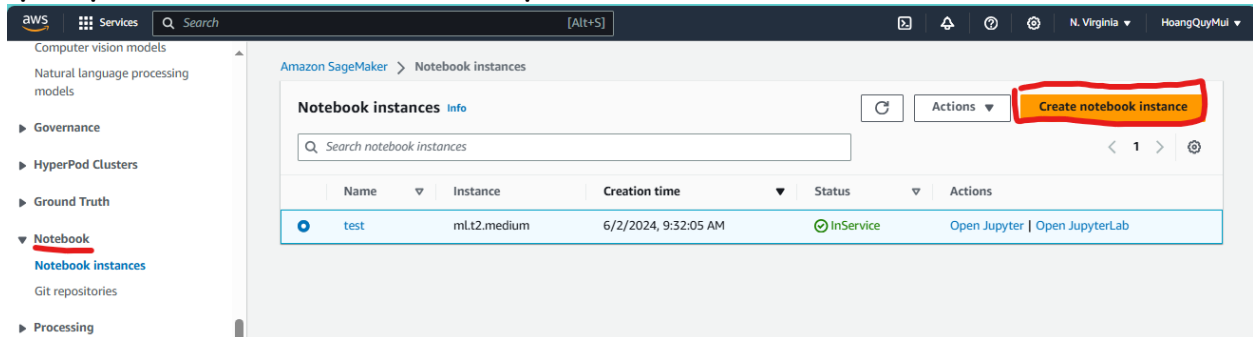 aws Services Search [Alt+S] N. Virginia ▼ HoangQuyMui ▼
Computer vision models
Natural language processing
models
Governance
HyperPod Clusters
Ground Truth
Notebook
Notebook instances
Git repositories
Processing
Amazon SageMaker > Notebook instances
Notebook instances Info
Actions ▼
Create notebook instance
Search notebook instances
< 1 >
Name Instance Creation time Status Actions
test ml.t2.medium 6/2/2024, 9:32:05 AM InService Open Jupyter | Open JupyterLab